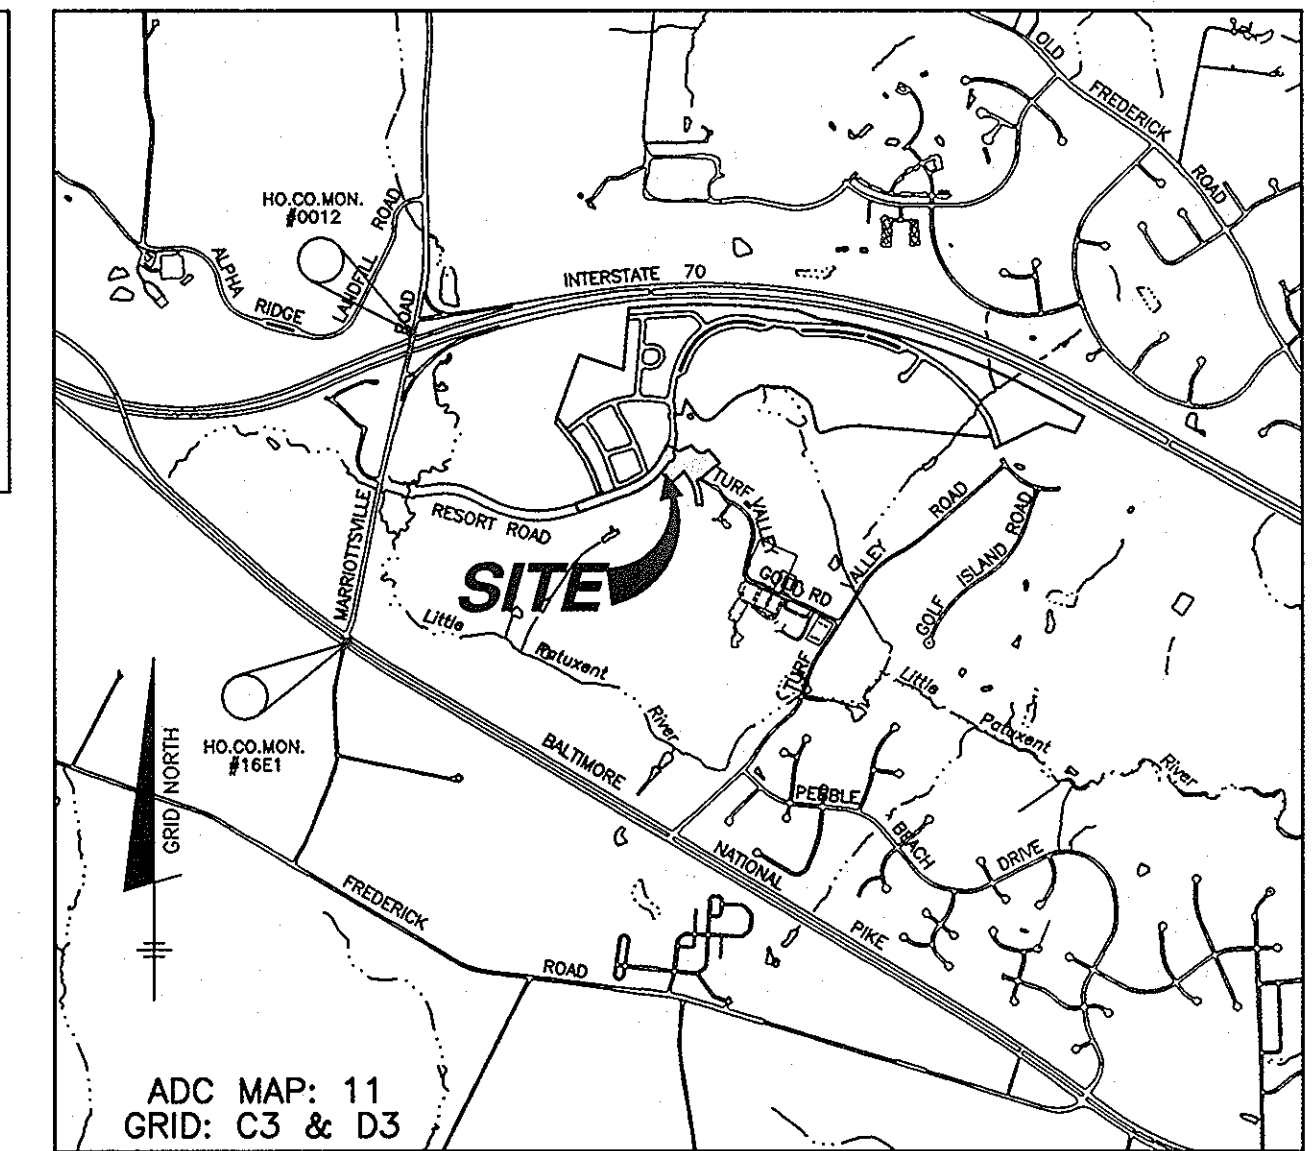 OLD
FREDERICK
ROAD
HO.CO.MON.
#0012
ALPHA
RIDGE
LANDFILL
ROAD
ROAD
INTERSTATE 70
MARRIOTTSVILLE
RESORT ROAD
TURF VALLEY
ROAD
VALLEY
TURF
GOLF ISLAND ROAD
RD
SITE
Little
Patuxent
River
Little
Patuxent
River
HO.CO.MON.
#16E1
GRID NORTH
BALTIMORE
NATIONAL
PIKE
PEBBLE
BEACH
DRIVE
FREDERICK
ROAD
ADC MAP: 11
GRID: C3 & D3